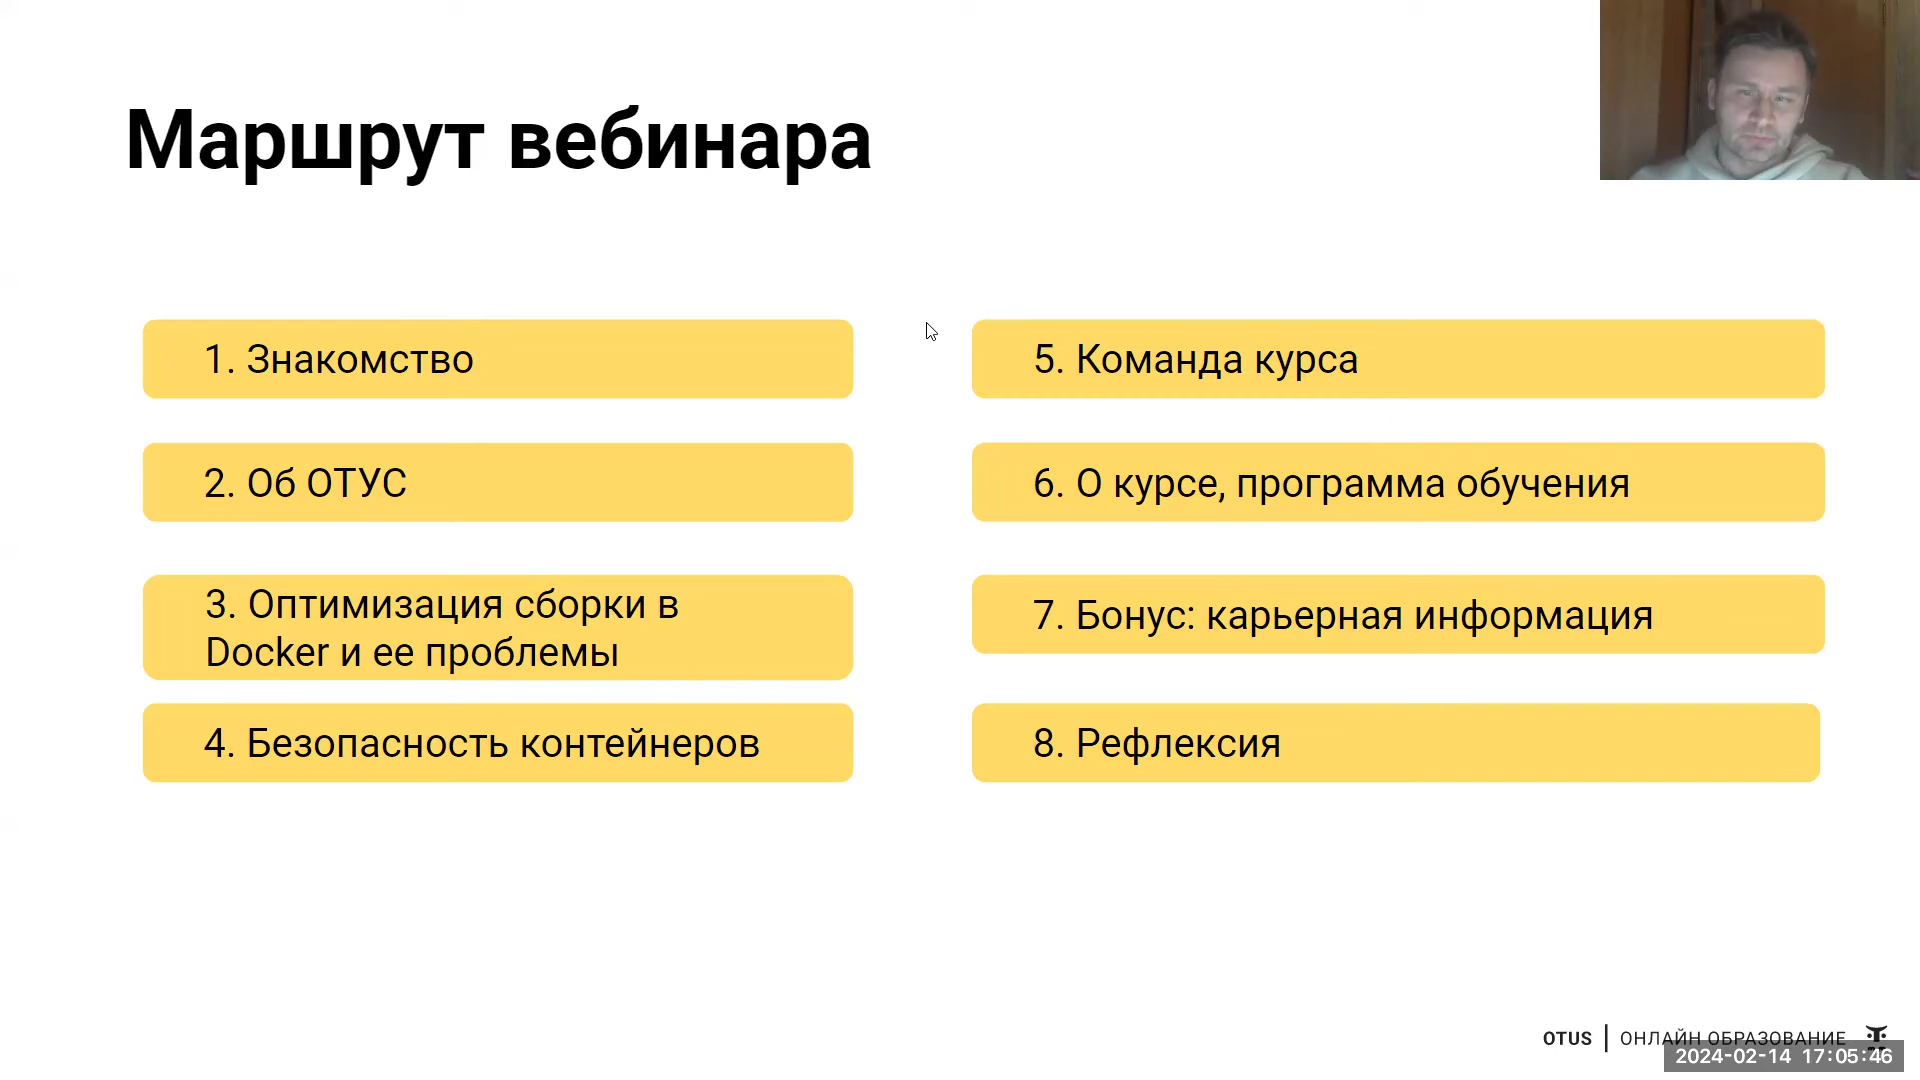 Маршрут вебинара
1. Знакомство
2. Об ОТУС
3. Оптимизация сборки в
Docker и ее проблемы
4. Безопасность контейнеров
5. Команда курса
6. О курсе, программа обучения
7. Бонус: карьерная информация
8. Рефлексия
OTUS | ОНЛАЙН ОБРАЗОВАНИЕ
2024-02-14 17:05:46